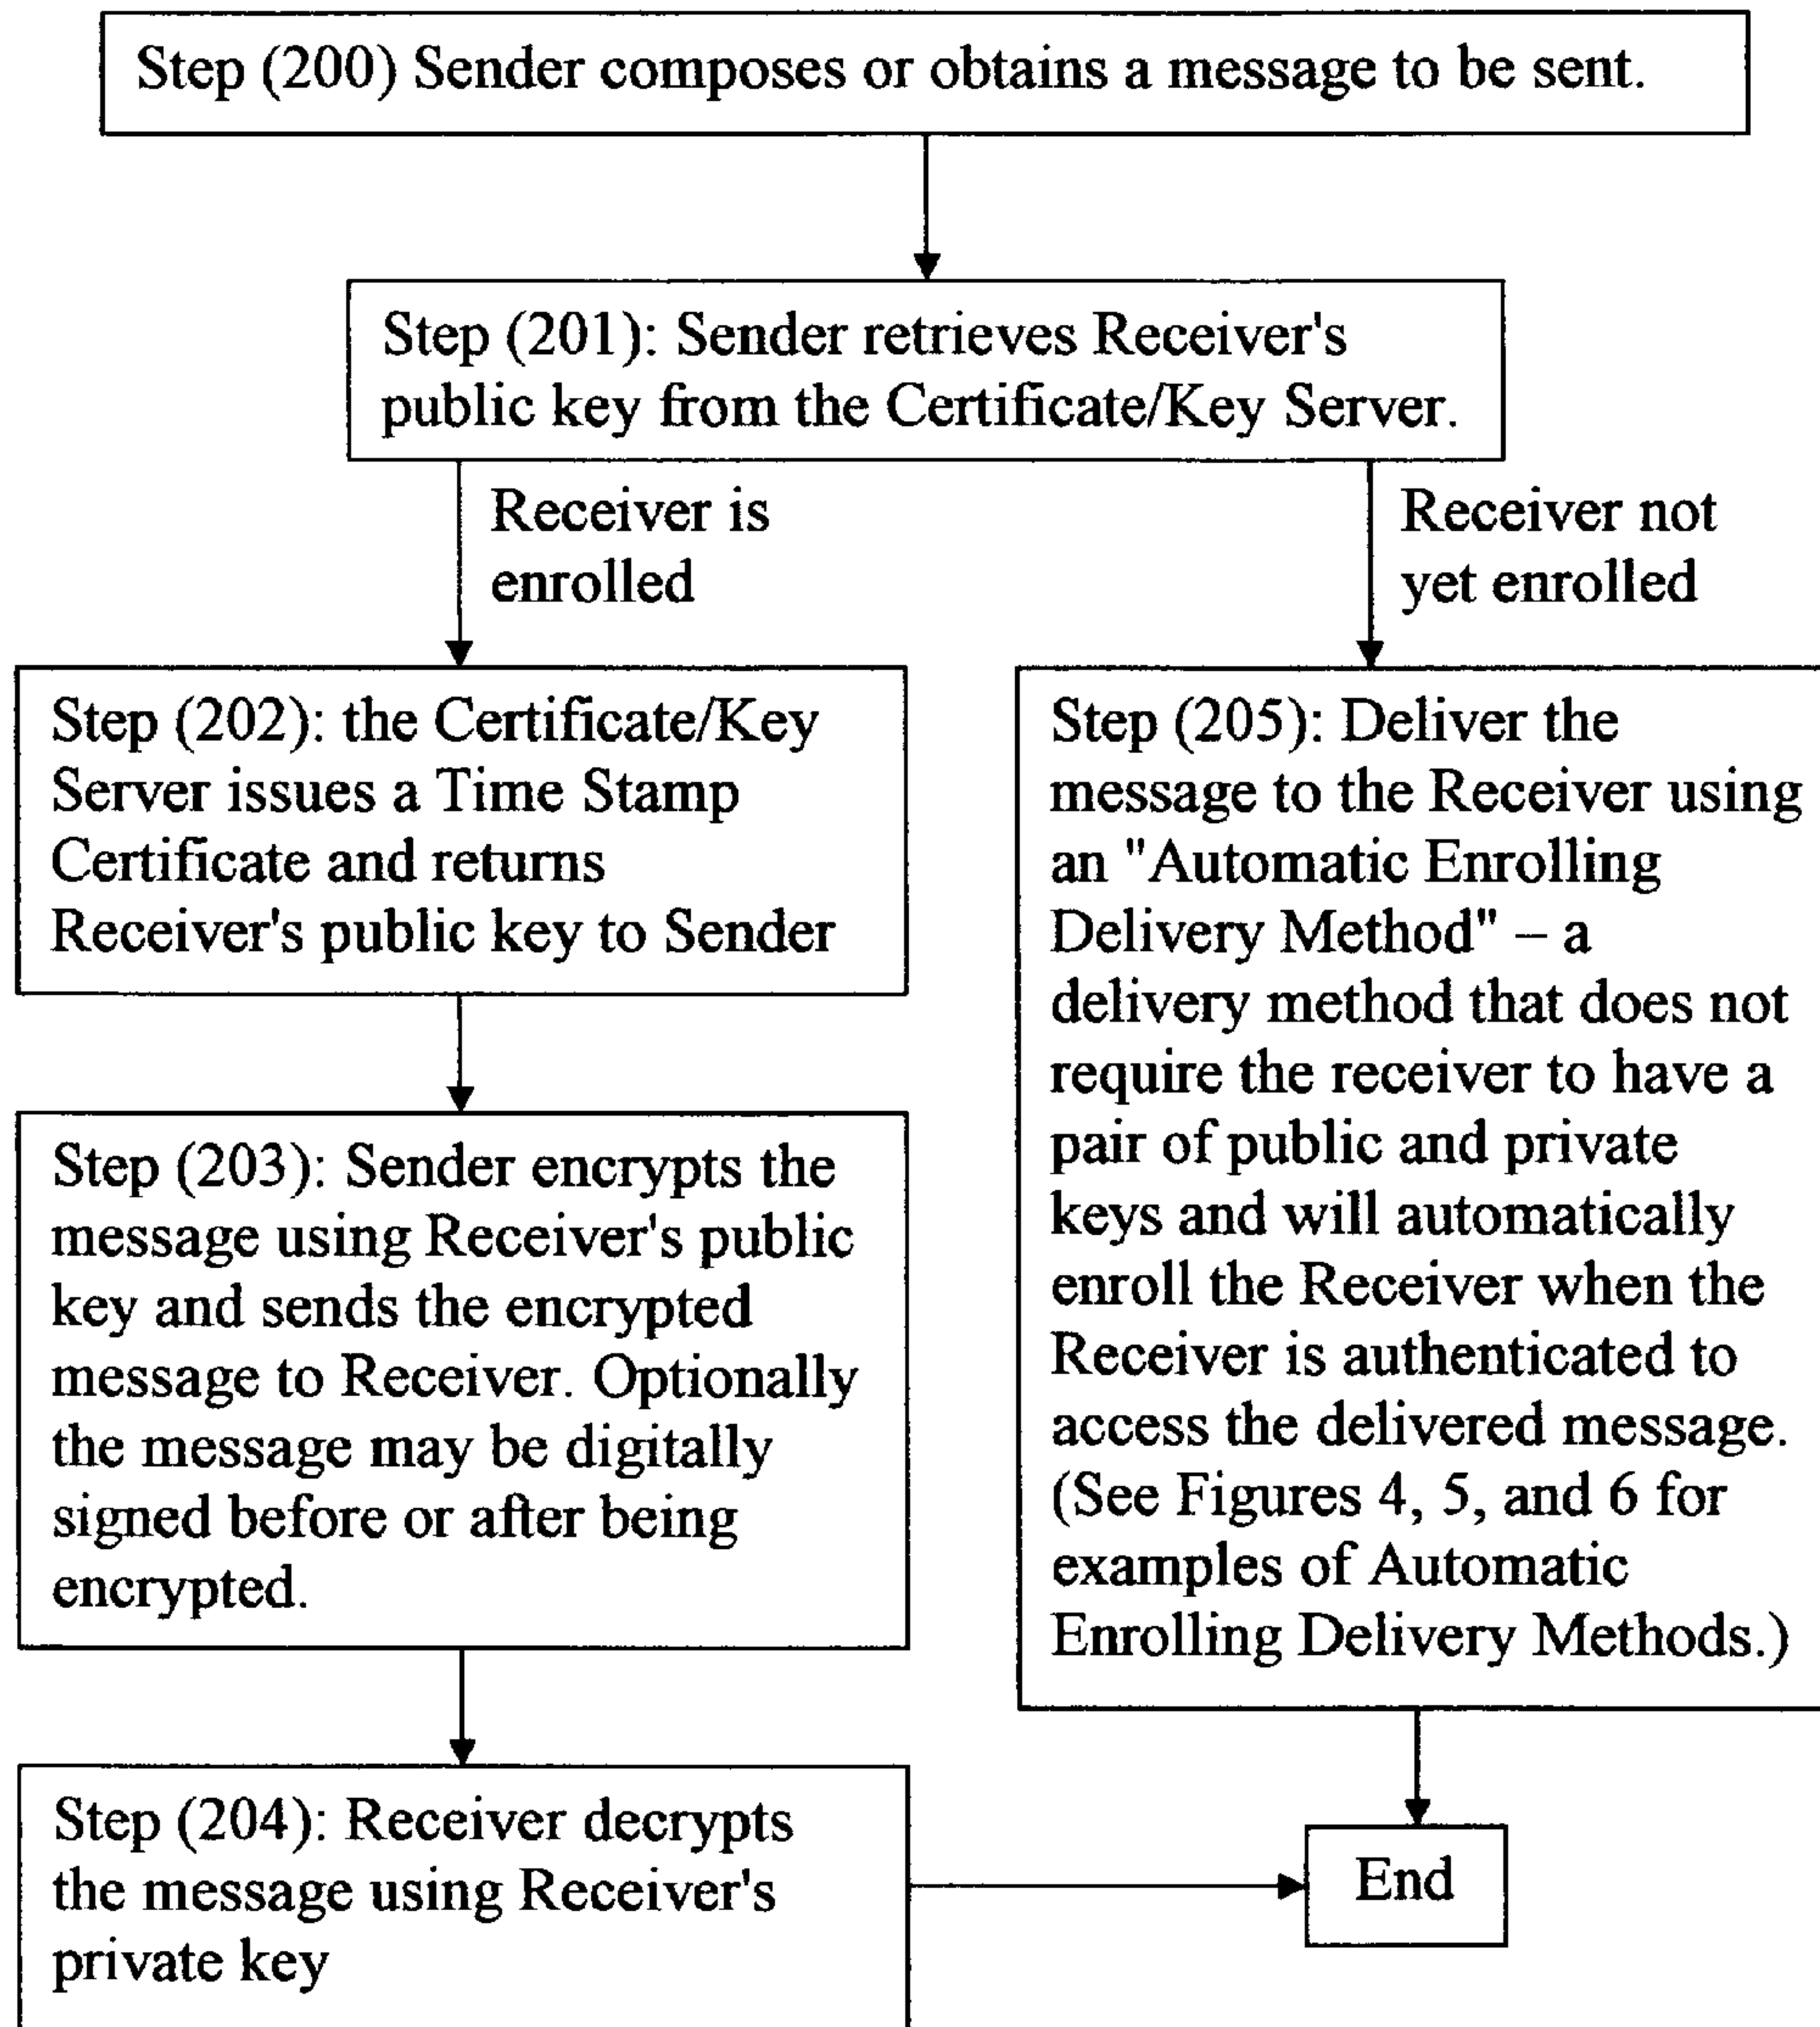 Step (200) Sender composes or obtains a message to be sent.
Step (201): Sender retrieves Receiver's
public key from the Certificate/Key Server.
Receiver is
enrolled
Receiver not
yet enrolled
Step (202): the Certificate/Key
Server issues a Time Stamp
Certificate and returns
Receiver's public key to Sender
Step (203): Sender encrypts the
message using Receiver's public
key and sends the encrypted
message to Receiver. Optionally
the message may be digitally
signed before or after being
encrypted.
Step (204): Receiver decrypts
the message using Receiver's
private key
Step (205): Deliver the
message to the Receiver using
an "Automatic Enrolling
Delivery Method" – a
delivery method that does not
require the receiver to have a
pair of public and private
keys and will automatically
enroll the Receiver when the
Receiver is authenticated to
access the delivered message.
(See Figures 4, 5, and 6 for
examples of Automatic
Enrolling Delivery Methods.)
End